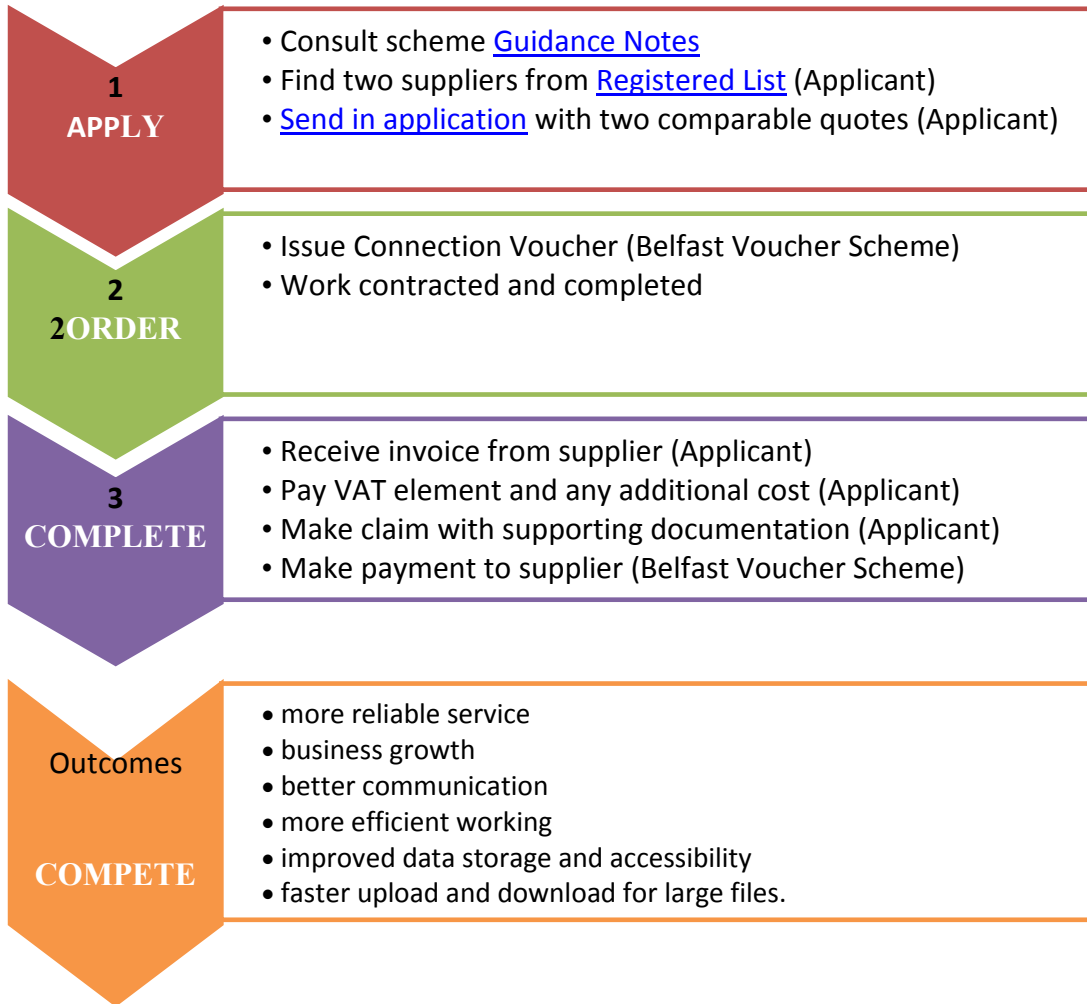 1
APPLY
• Consult scheme Guidance Notes
• Find two suppliers from Registered List (Applicant)
• Send in application with two comparable quotes (Applicant)
2
2ORDER
• Issue Connection Voucher (Belfast Voucher Scheme)
• Work contracted and completed
3
COMPLETE
• Receive invoice from supplier (Applicant)
• Pay VAT element and any additional cost (Applicant)
• Make claim with supporting documentation (Applicant)
• Make payment to supplier (Belfast Voucher Scheme)
Outcomes
COMPETE
• more reliable service
• business growth
• better communication
• more efficient working
• improved data storage and accessibility
• faster upload and download for large files.